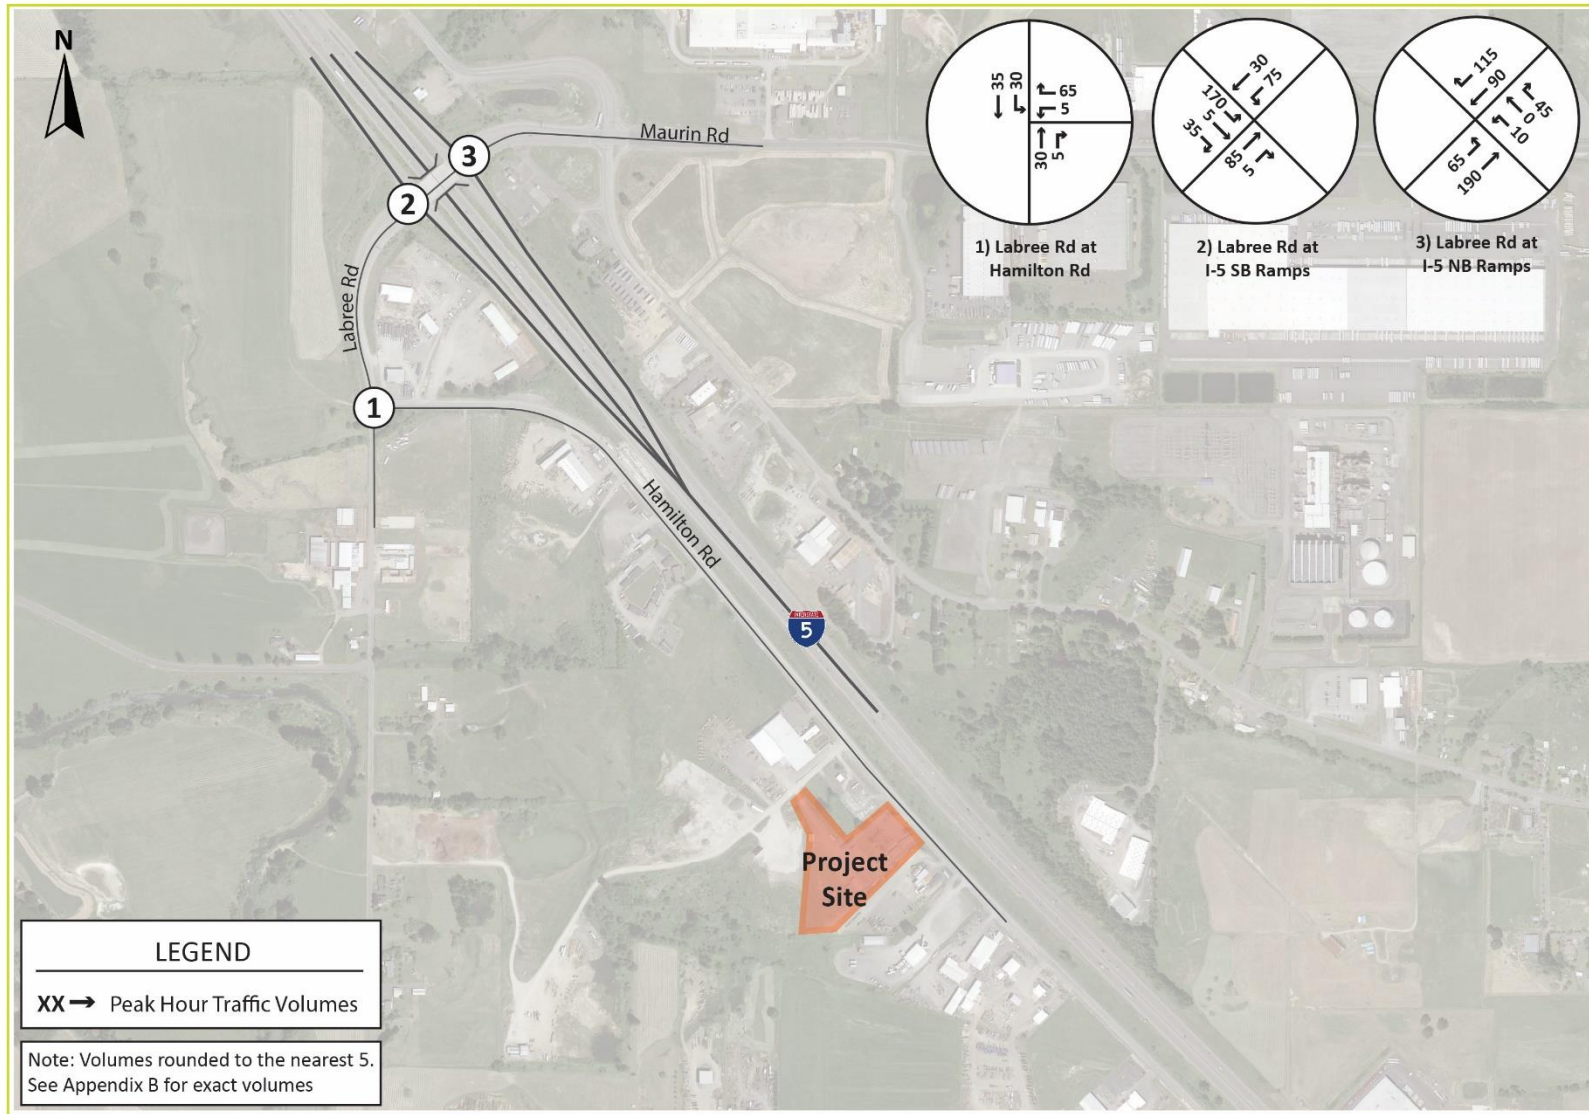 N
35
30
65
5
30
5
1) Labree Rd at
Hamilton Rd
30
75
170
5
35
85
5
2) Labree Rd at
I-5 SB Ramps
115
90
45
0
10
65
190
3) Labree Rd at
I-5 NB Ramps
Maurin Rd
3
2
Labree Rd
1
Hamilton Rd
INTERSTATE
5
Project
Site
LEGEND
XX Peak Hour Traffic Volumes
Note: Volumes rounded to the nearest 5.
See Appendix B for exact volumes